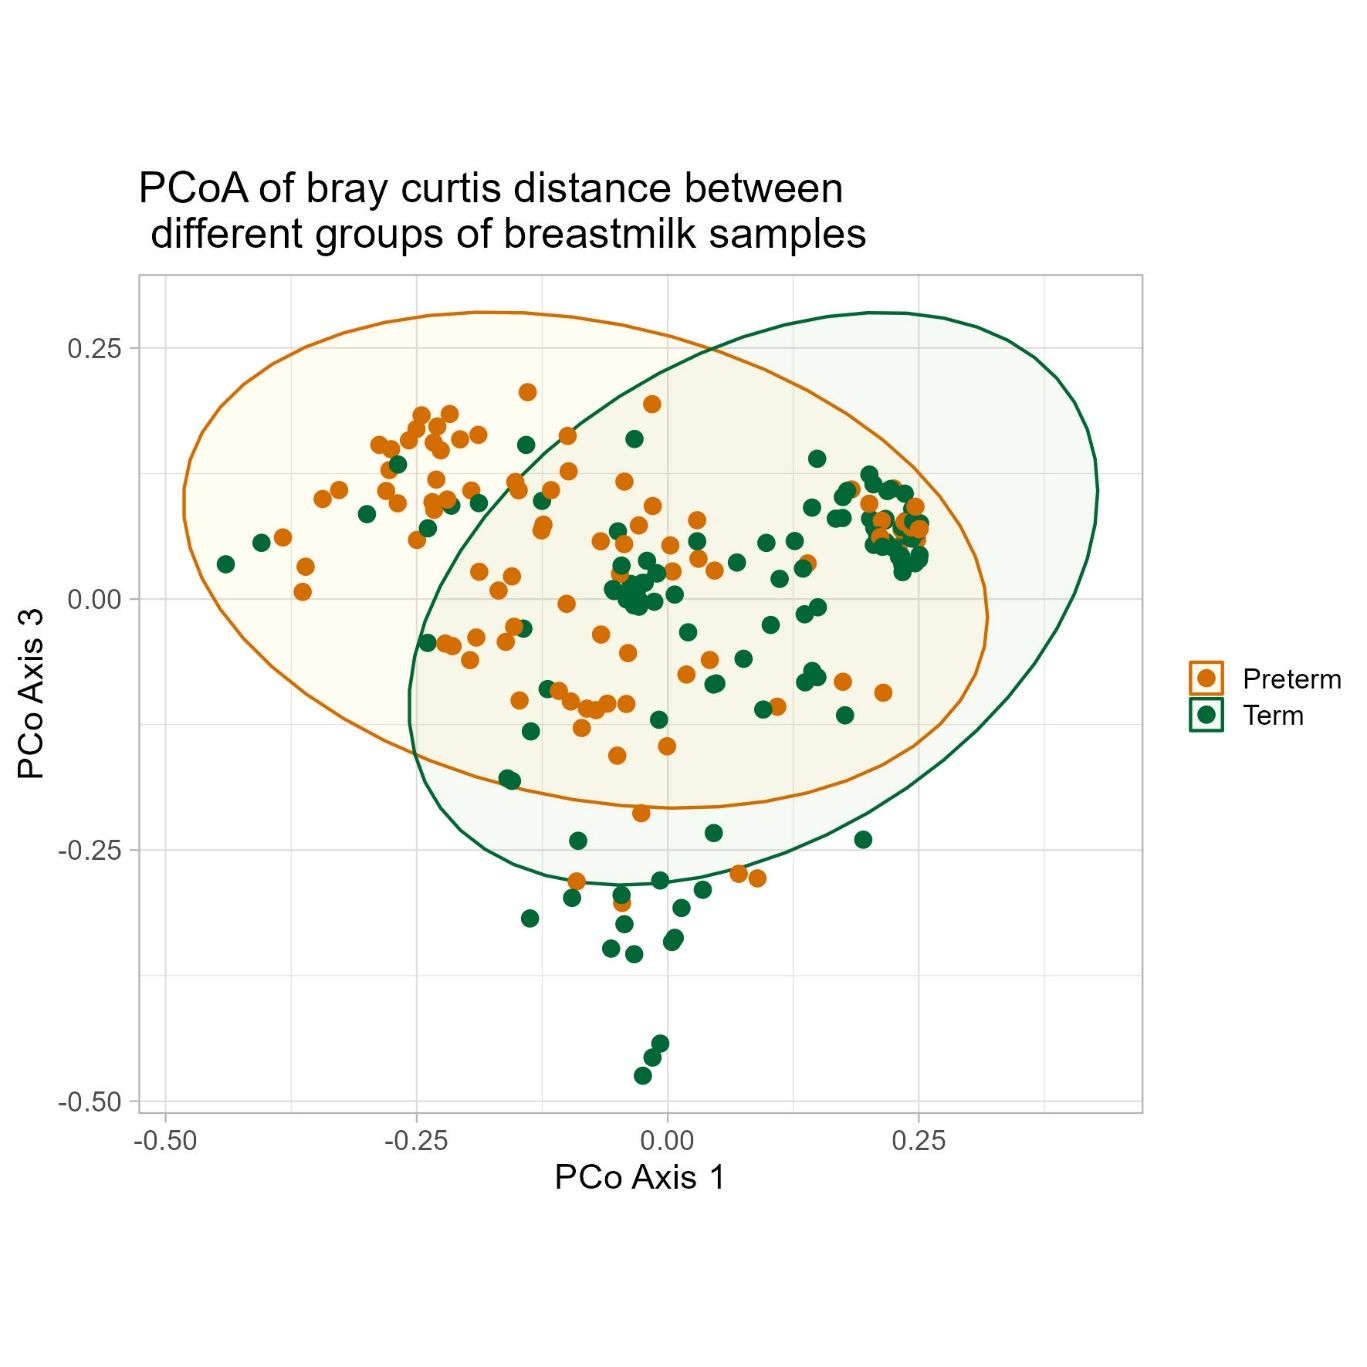 PCoA of bray curtis distance between
different groups of breastmilk samples
0.25
0.00
-0.25
-0.50
PCo Axis 3
-0.50
-0.25
0.00
0.25
PCo Axis 1
Preterm
Term